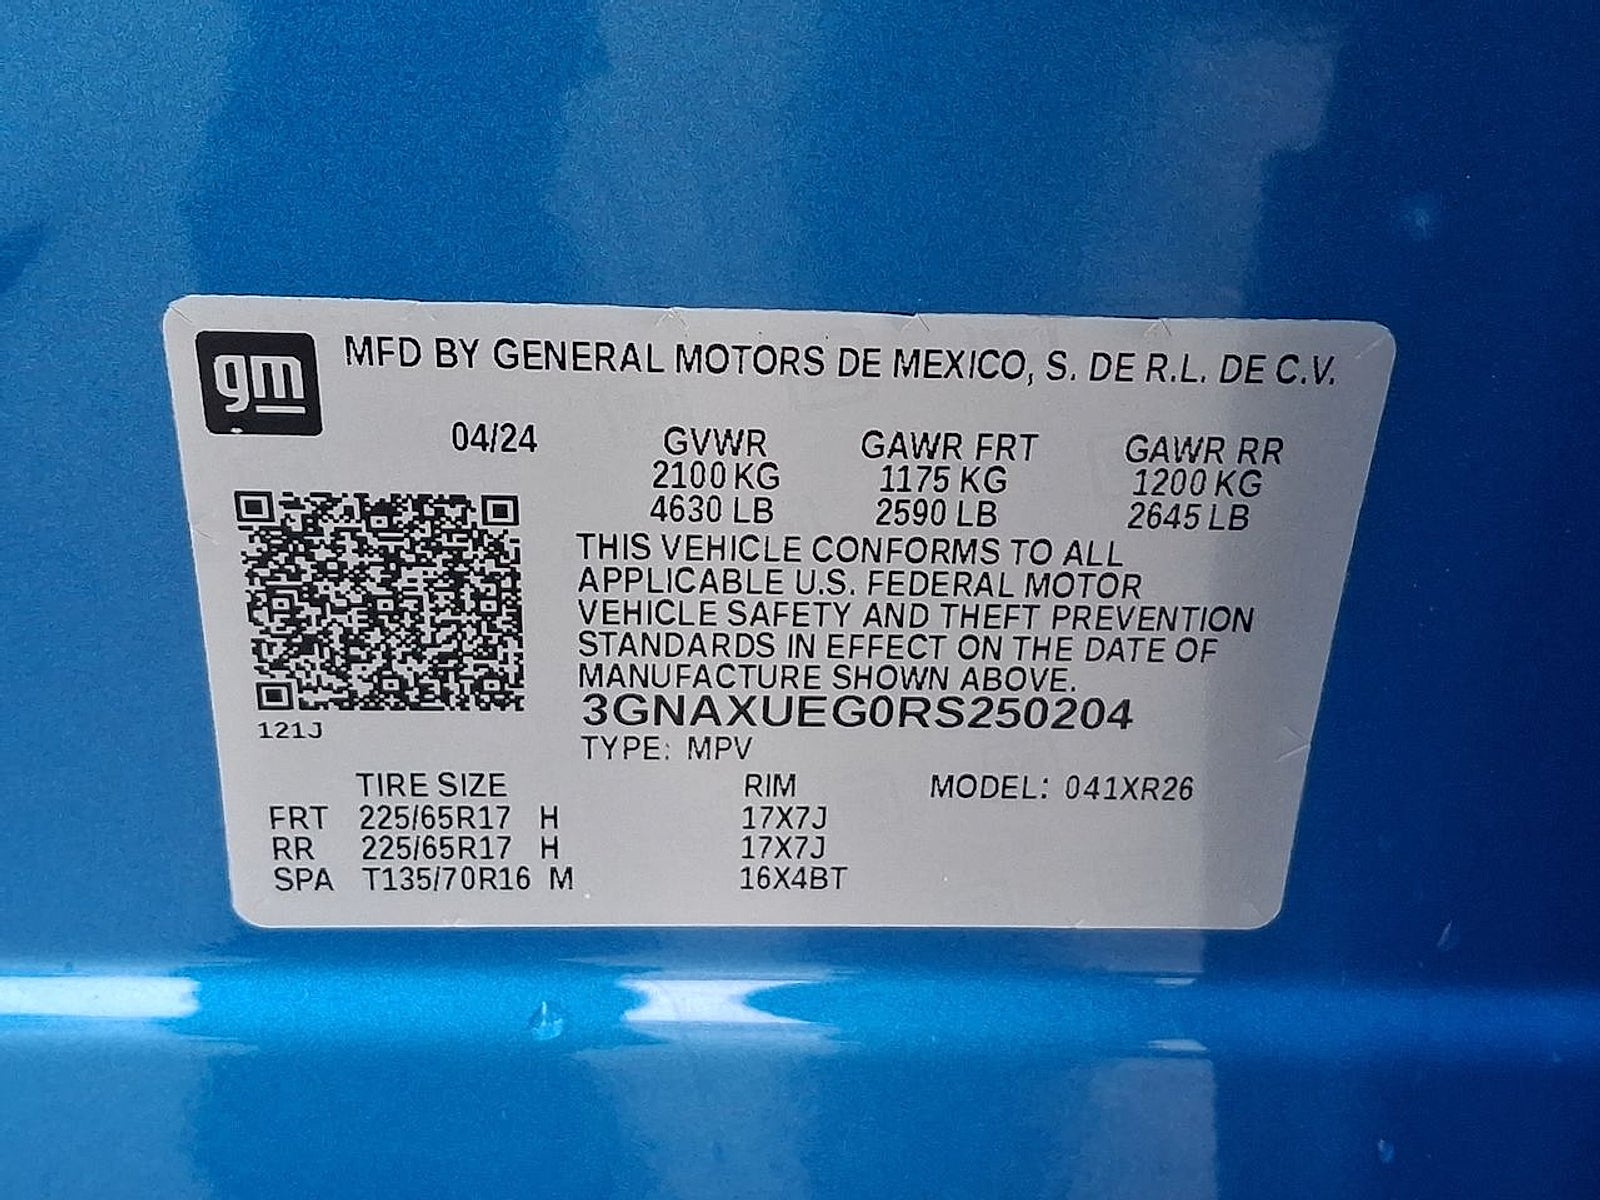 gm
MFD BY GENERAL MOTORS DE MEXICO, S. DE R.L. DE C.V.
04/24 GVWR GAWR FRT GAWR RR
2100 KG 1175 KG 1200 KG
4630 LB 2590 LB 2645 LB
THIS VEHICLE CONFORMS TO ALL
APPLICABLE U.S. FEDERAL MOTOR
VEHICLE SAFETY AND THEFT PREVENTION
STANDARDS IN EFFECT ON THE DATE OF
MANUFACTURE SHOWN ABOVE.
3GNAXUEG0RS250204
121J
TYPE: MPV
TIRE SIZE RIM MODEL: 041XR26
FRT 225/65R17 H 17X7J
RR 225/65R17 H 17X7J
SPA T135/70R16 M 16X4BT